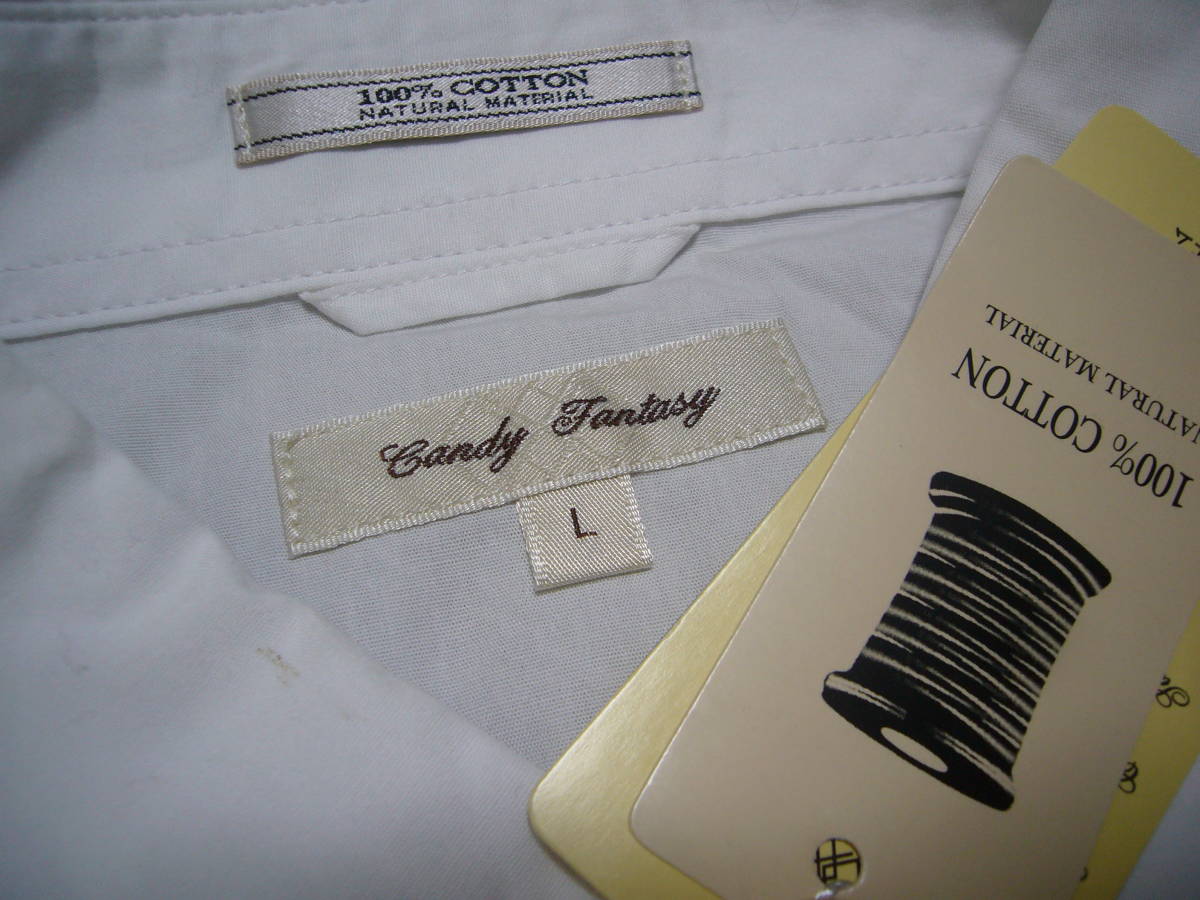 100% COTTON
NATURAL MATERIAL
Candy Fantasy
L
100% COTTON
NATURAL MATERIAL